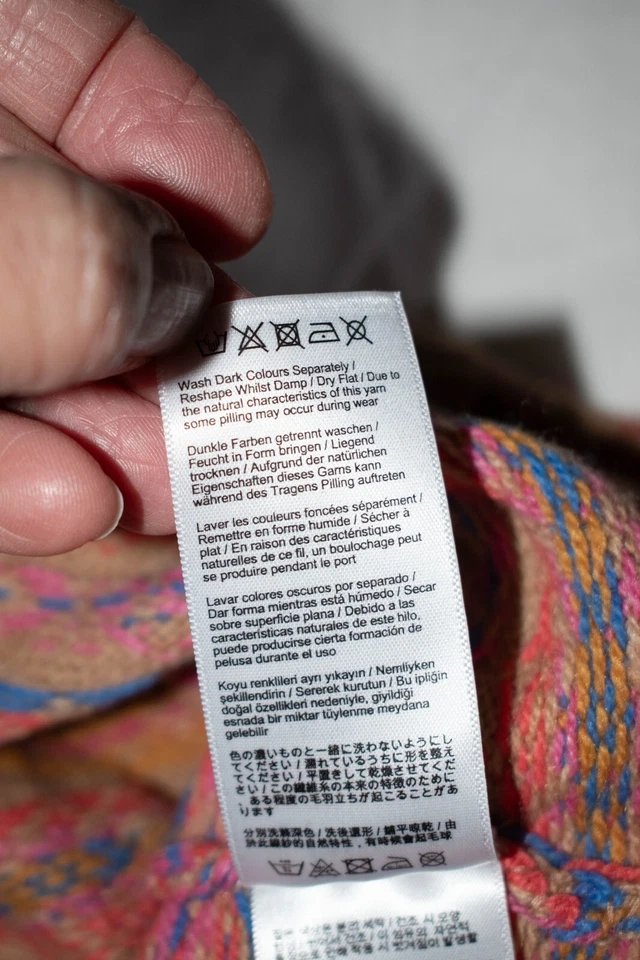 Wash Dark Colours Separately /
Reshape Whilst Damp / Dry Flat / Due to
the natural characteristics of this yarn
some pilling may occur during wear
Dunkle Farben getrennt waschen /
Feucht in Form bringen / Liegend
trocknen / Aufgrund der natürlichen
Eigenschaften dieses Garns kann
während des Tragens Pilling auftreten
Laver les couleurs foncées séparément /
Remettre en forme humide / Sécher à
plat / En raison des caractéristiques
naturelles de ce fil, un boulochage peut
se produire pendant le port
Lavar colores oscuros por separado /
Dar forma mientras está húmedo / Secar
sobre superficie plana / Debido a las
características naturales de este hilo,
puede producirse cierta formación de
pelusa durante el uso
Koyu renklileri ayrı yıkayın / Nemliyken
şekillendirin / Sererek kurutun / Bu ipliğin
doğal özellikleri nedeniyle, giyildiği
esnada bir miktar tüylenme meydana
gelebilir
色の濃いものと一緒に洗わないようにし
てください / 濡れているうちに形を整え
てください / 平置きして乾燥させてくだ
さい / この繊維糸の本来の特徴のために
、ある程度の毛羽立ちが起こることがあ
ります
分別洗滌深色 / 洗後還形 / 鋪平晾乾 / 由
於此線紗的自然特性，有時候會起毛球